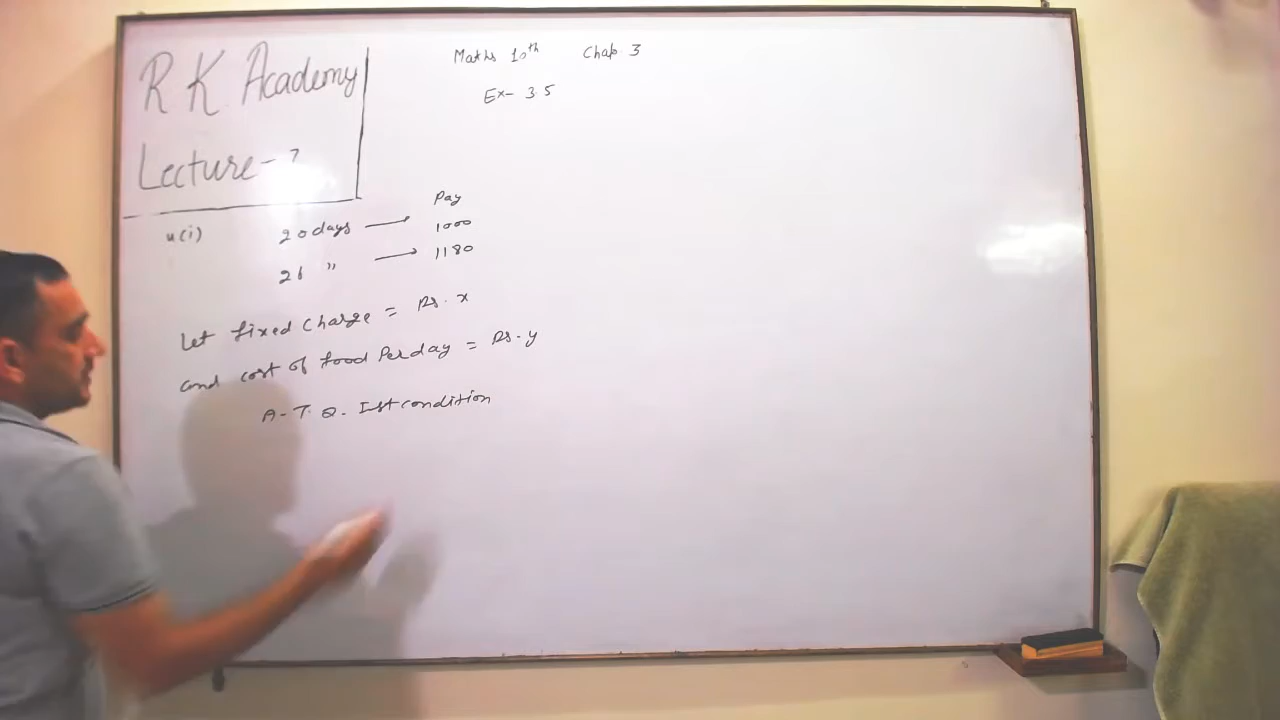 R K Academy
Lecture - 7
Maths 10th Chap 3
Ex- 3.5
Pay
4(i) 20 days → 1000
26 " → 1180
Let fixed charge = Rs. x
and cost of food Per day = Rs. y
A. T. Q. Ist condition